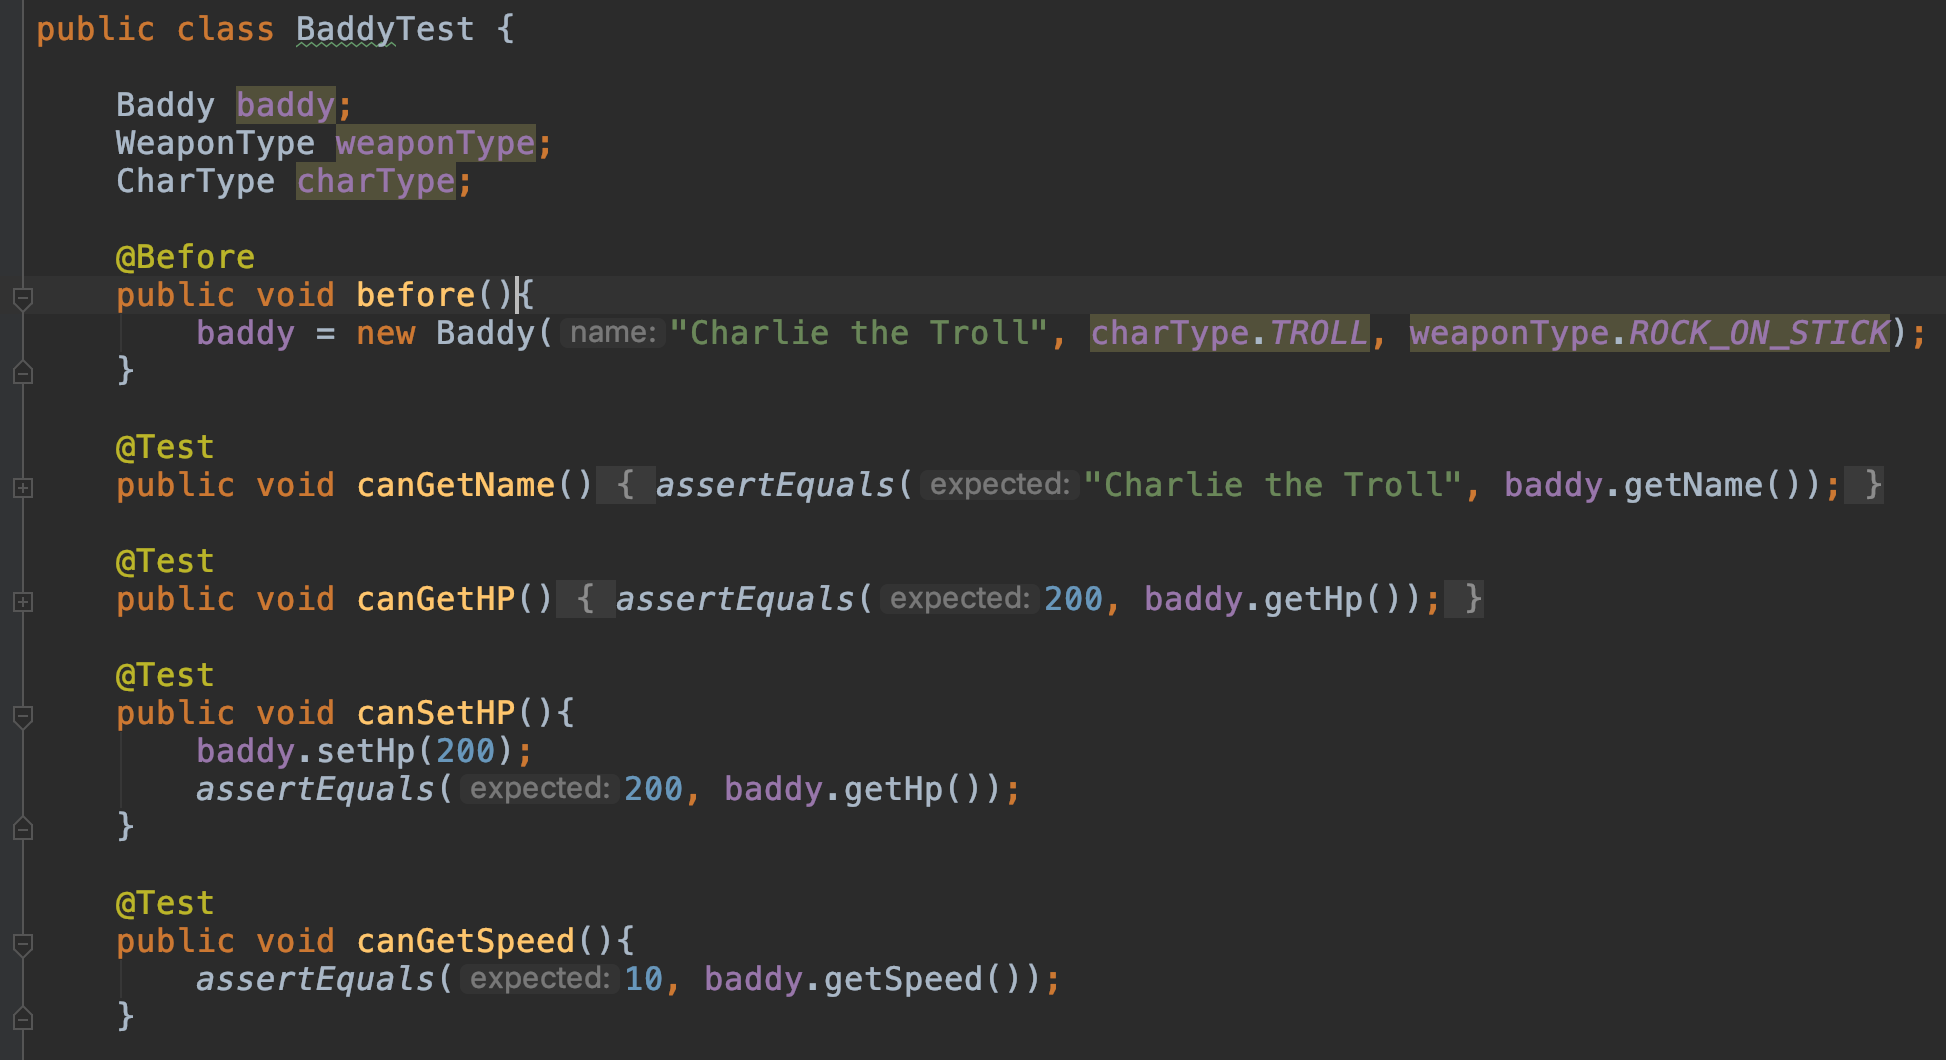 public class BaddyTest {
Baddy baddy;
WeaponType weaponType;
CharType charType;
@Before
public void before(){
baddy = new Baddy( name: "Charlie the Troll", charType.TROLL, weaponType.ROCK_ON_STICK);
}
@Test
public void canGetName() { assertEquals( expected: "Charlie the Troll", baddy.getName()); }
@Test
public void canGetHP() { assertEquals( expected: 200, baddy.getHp()); }
@Test
public void canSetHP(){
baddy.setHp(200);
assertEquals( expected: 200, baddy.getHp());
}
@Test
public void canGetSpeed(){
assertEquals( expected: 10, baddy.getSpeed());
}